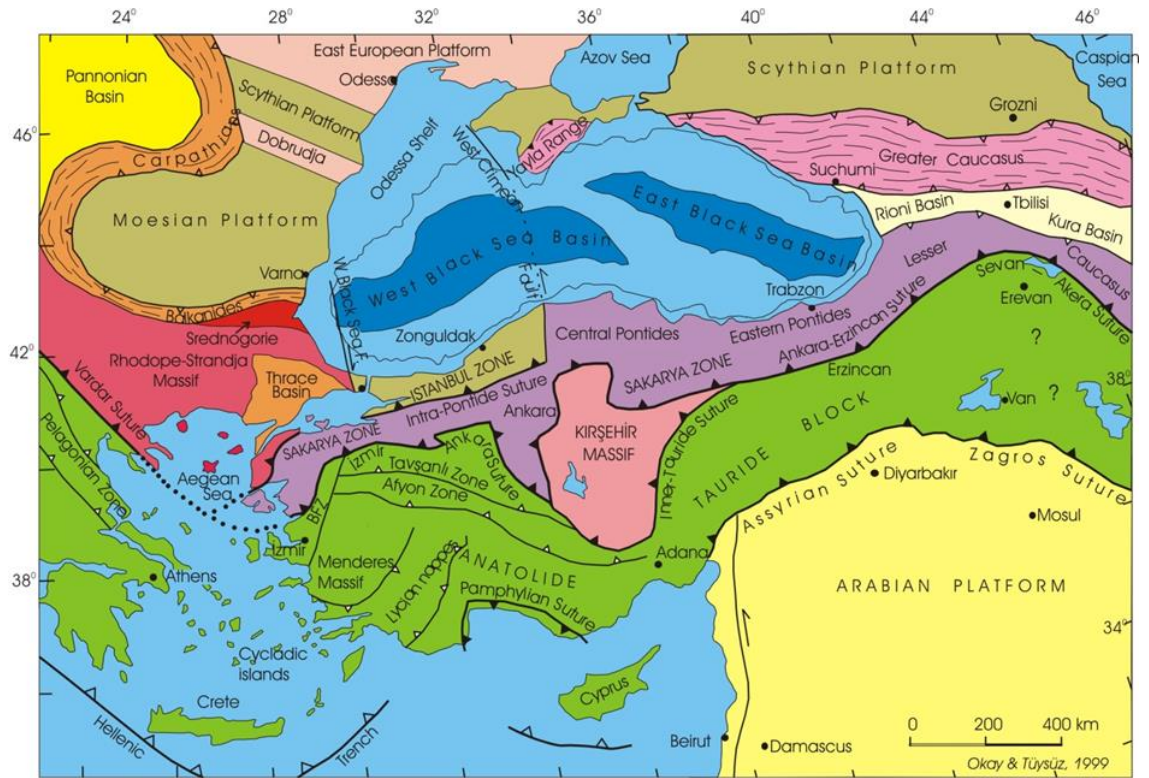 24°
28°
32°
36°
40°
44°
46°
East European Platform
Azov Sea
Caspian
Sea
Pannonian
Basin
Odessa
Scythian Platform
Scythian Platform
Grozni
46°
Dobrudja
Carpathians
Odessa Shelf
West Crimean Fault
Yayla Range
Greater Caucasus
Suchumi
Rioni Basin
Tbilisi
Kura Basin
Moesian Platform
East Black Sea Basin
West Black Sea Basin
Varna
W. Black Sea F.
Lesser Caucasus
Sevan
Akera Suture
Erevan
Trabzon
Balkanides
Srednogorie
Zonguldak
Central Pontides
Eastern Pontides
Ankara-Erzincan Suture
?
42°
Rhodope-Strandja
Massif
Thrace
Basin
ISTANBUL ZONE
Intra-Pontide Suture
SAKARYA ZONE
Erzincan
38°
Vardar Suture
Ankara
Van
?
Pelagonian Zone
SAKARYA ZONE
KIRŞEHİR
MASSIF
Inner-Tauride Suture
TAURIDE BLOCK
Izmir
Ankara Suture
Aegean
Sea
Tavşanlı Zone
Afyon Zone
Assyrian Suture
Diyarbakır
Zagros Suture
BFZ
Mosul
Izmir
Menderes
Massif
Lycian nappes
ANATOLIDE
Adana
38°
Athens
Pamphylian Suture
ARABIAN PLATFORM
34°
Cycladic
islands
Crete
Cyprus
Hellenic
Trench
Beirut
Damascus
0 200 400 km
Okay & Tüysüz, 1999